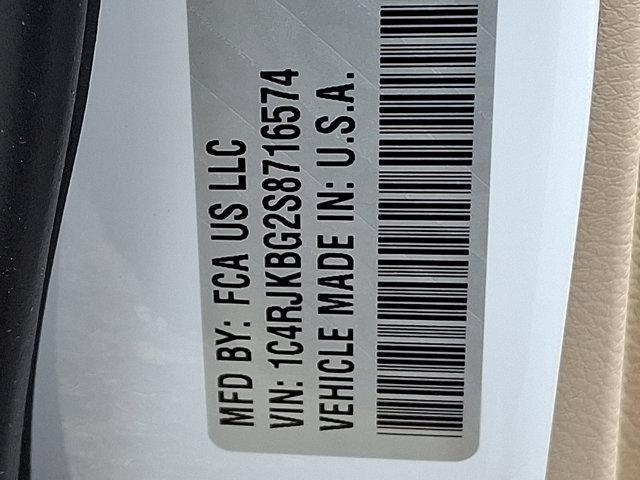 MFD BY: FCA US LLC
VIN: 1C4RJKBG2S8716574
VEHICLE MADE IN: U.S.A.